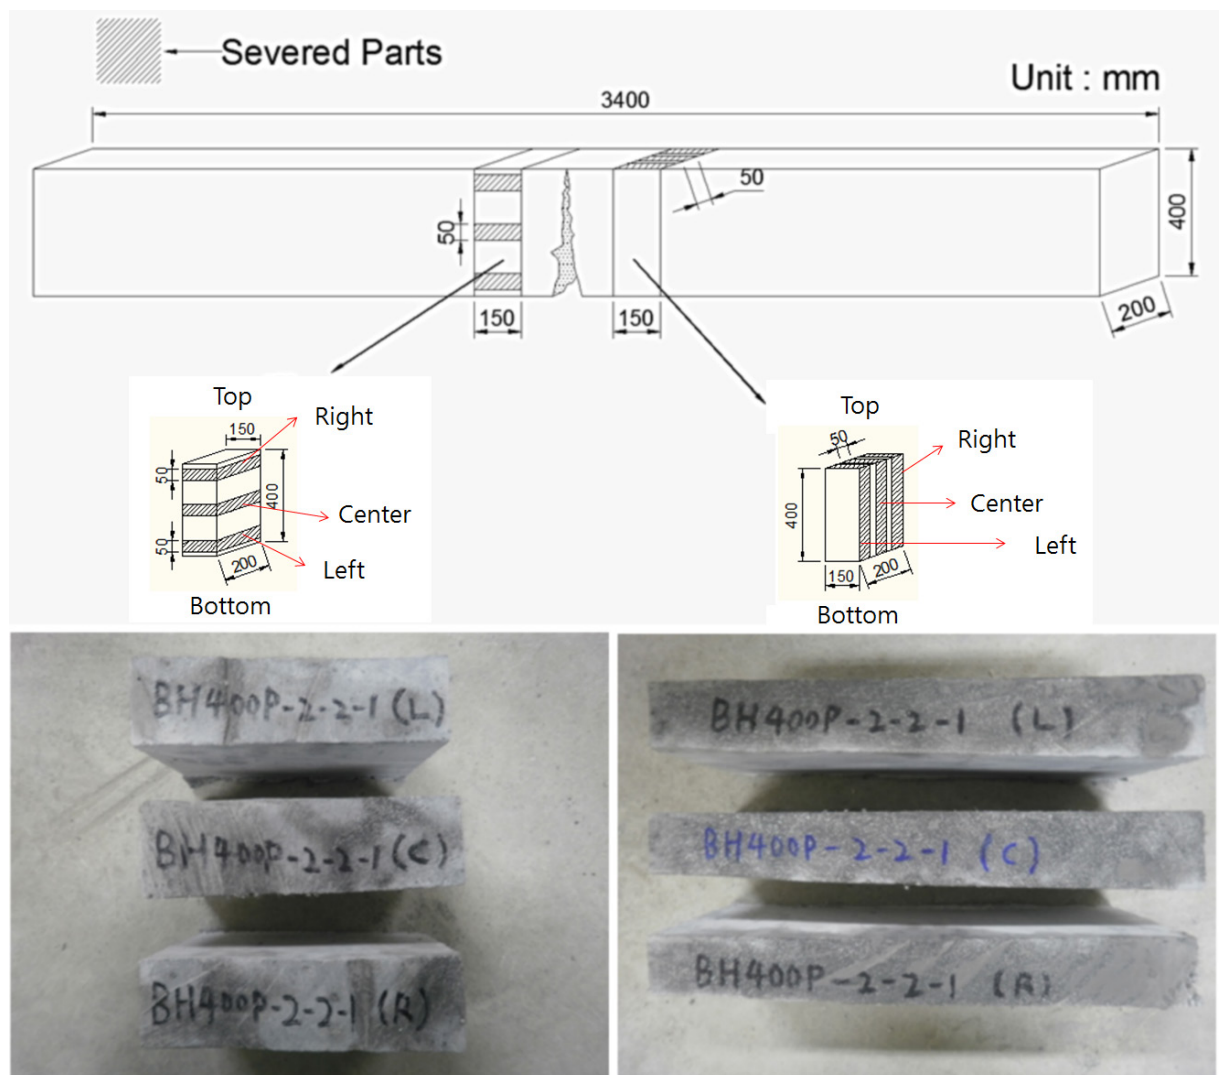 Severed Parts
Unit : mm
3400
50
50
400
150
150
200
Top
Right
150
50
400
Center
50
Left
200
Bottom
Top
50
Right
400
Center
Left
150
200
Bottom
BH400P-2-2-1 (L)
BH400P-2-2-1 (C)
BH400P-2-2-1 (R)
BH400P-2-2-1 (L)
BH400P-2-2-1 (C)
BH400P-2-2-1 (R)